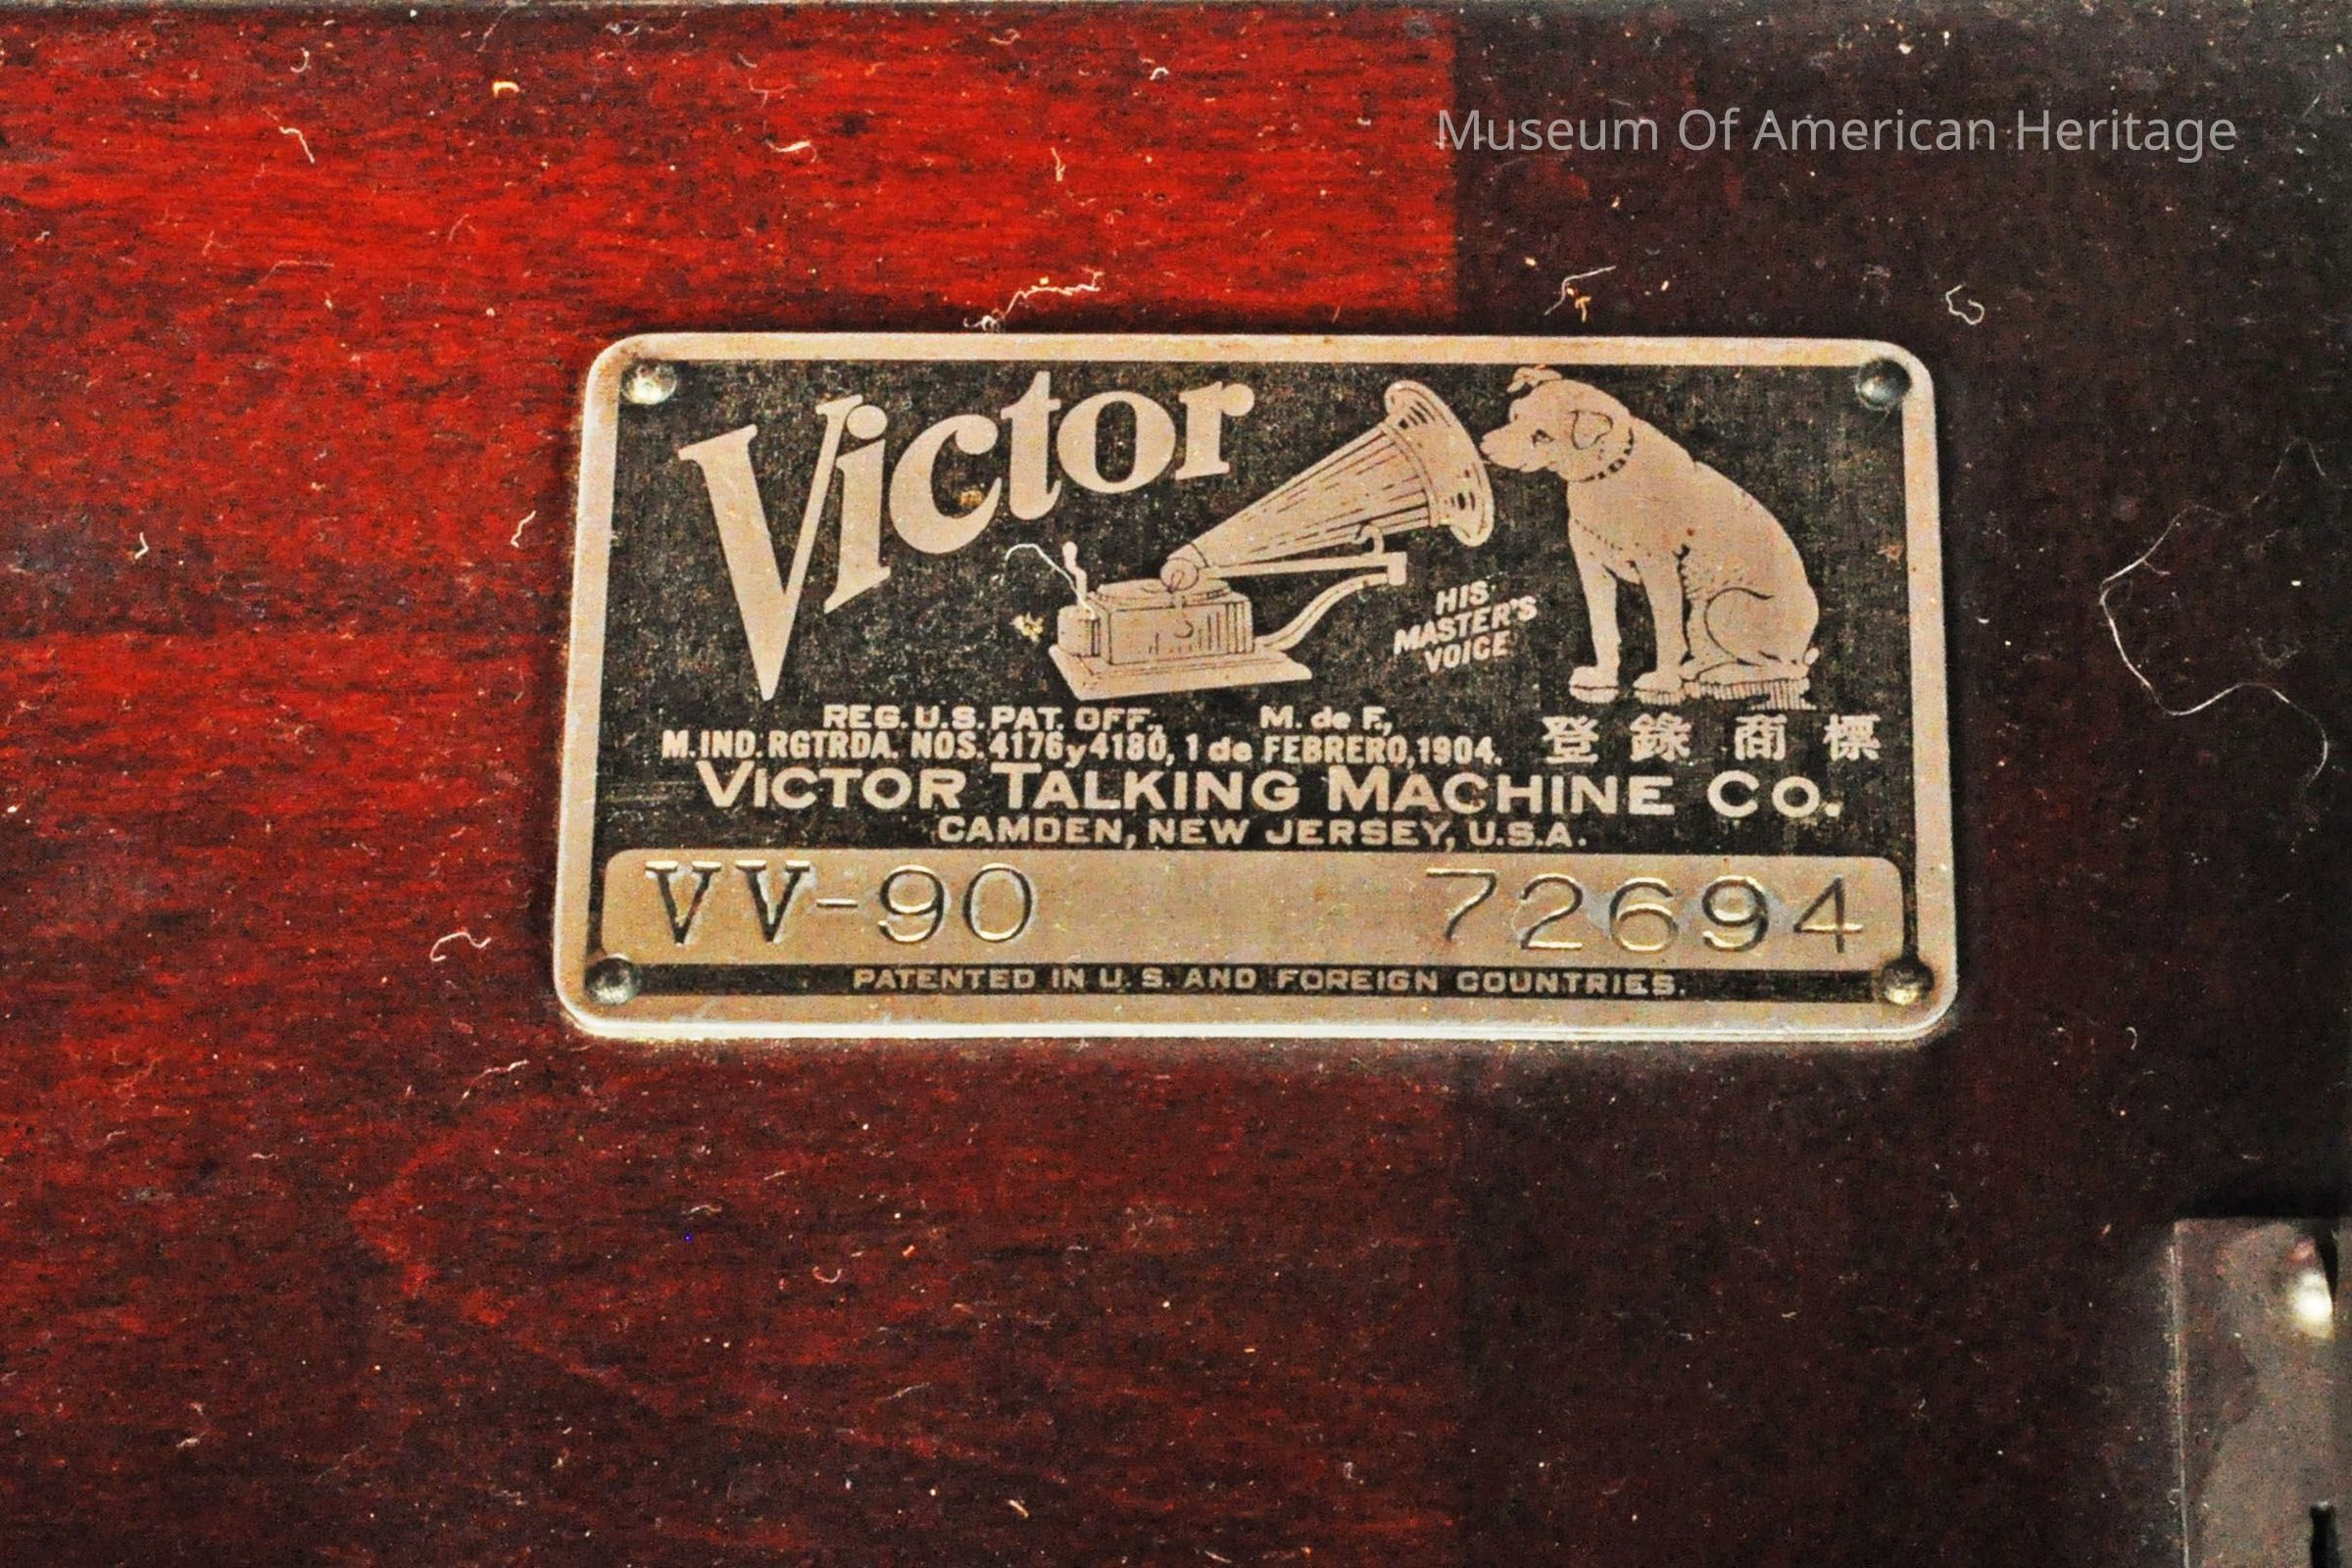 Museum Of American Heritage
Victor
HIS
MASTER'S
VOICE
REG. U.S. PAT. OFF., M. de F.,
M. IND. RGTRDA. NOS. 4176 y 4180, 1 de FEBRERO, 1904.
登錄商標
VICTOR TALKING MACHINE CO.
CAMDEN, NEW JERSEY, U.S.A.
VV-90 72694
PATENTED IN U.S. AND FOREIGN COUNTRIES.